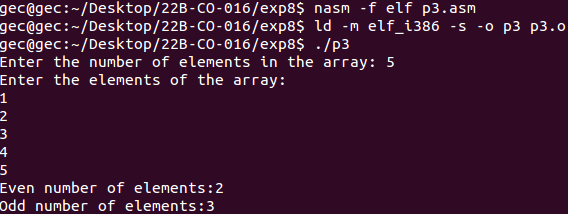 gec@gec:~/Desktop/22B-CO-016/exp8$ nasm -f elf p3.asm
gec@gec:~/Desktop/22B-CO-016/exp8$ ld -m elf_i386 -s -o p3 p3.o
gec@gec:~/Desktop/22B-CO-016/exp8$ ./p3
Enter the number of elements in the array: 5
Enter the elements of the array:
1
2
3
4
5
Even number of elements:2
Odd number of elements:3